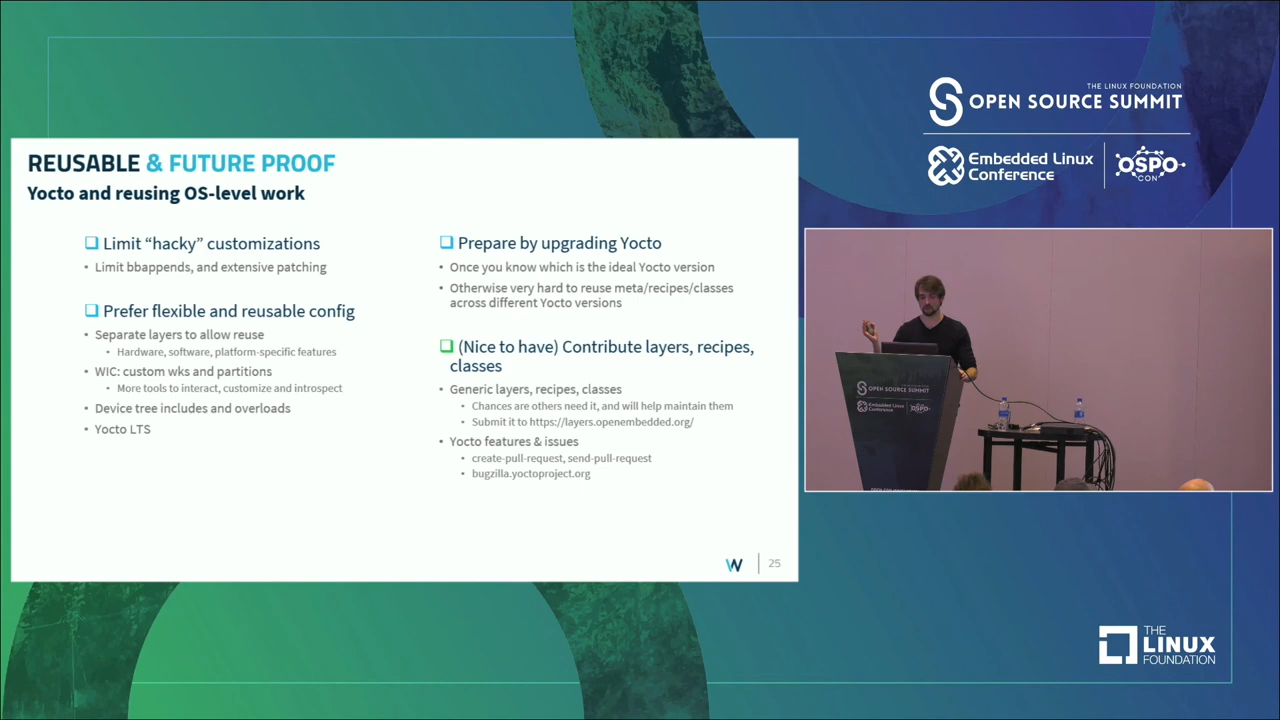 THE LINUX FOUNDATION
OPEN SOURCE SUMMIT
Embedded Linux
Conference
OSPO
CON
REUSABLE & FUTURE PROOF
Yocto and reusing OS-level work
Limit “hacky” customizations
• Limit bbappends, and extensive patching
Prefer flexible and reusable config
• Separate layers to allow reuse
• Hardware, software, platform-specific features
• WIC: custom wks and partitions
• More tools to interact, customize and introspect
• Device tree includes and overloads
• Yocto LTS
Prepare by upgrading Yocto
• Once you know which is the ideal Yocto version
• Otherwise very hard to reuse meta/recipes/classes
across different Yocto versions
(Nice to have) Contribute layers, recipes,
classes
• Generic layers, recipes, classes
• Chances are others need it, and will help maintain them
• Submit it to https://layers.openembedded.org/
• Yocto features & issues
• create-pull-request, send-pull-request
• bugzilla.yoctoproject.org
W
25
OPEN SOURCE SUMMIT
Embedded Linux
Conference
OSPO
CON
THE
LINUX
FOUNDATION